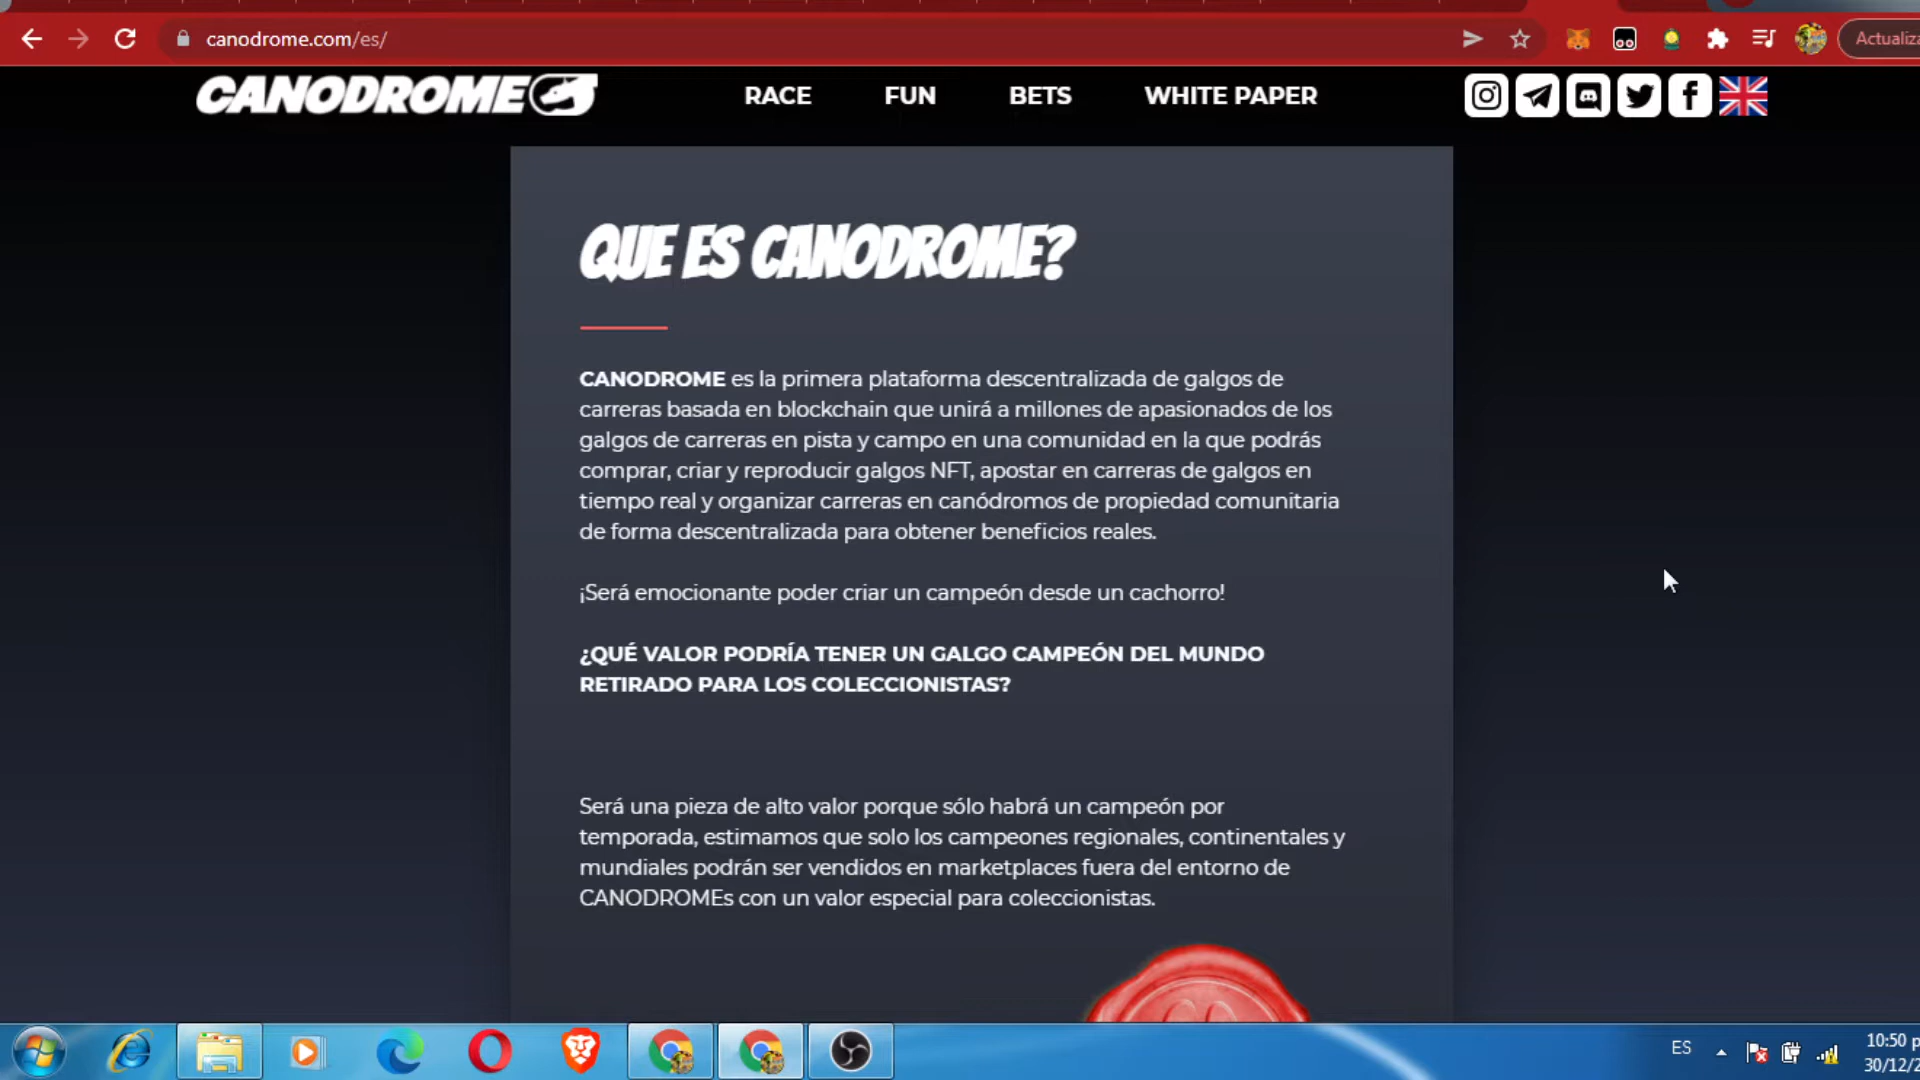 canodrome.com/es/
Actualiza
CANODROME
RACE
FUN
BETS
WHITE PAPER
QUE ES CANODROME?
CANODROME es la primera plataforma descentralizada de galgos de
carreras basada en blockchain que unirá a millones de apasionados de los
galgos de carreras en pista y campo en una comunidad en la que podrás
comprar, criar y reproducir galgos NFT, apostar en carreras de galgos en
tiempo real y organizar carreras en canódromos de propiedad comunitaria
de forma descentralizada para obtener beneficios reales.
¡Será emocionante poder criar un campeón desde un cachorro!
¿QUÉ VALOR PODRÍA TENER UN GALGO CAMPEÓN DEL MUNDO
RETIRADO PARA LOS COLECCIONISTAS?
Será una pieza de alto valor porque sólo habrá un campeón por
temporada, estimamos que solo los campeones regionales, continentales y
mundiales podrán ser vendidos en marketplaces fuera del entorno de
CANODROMEs con un valor especial para coleccionistas.
ES
10:50 p
30/12/2